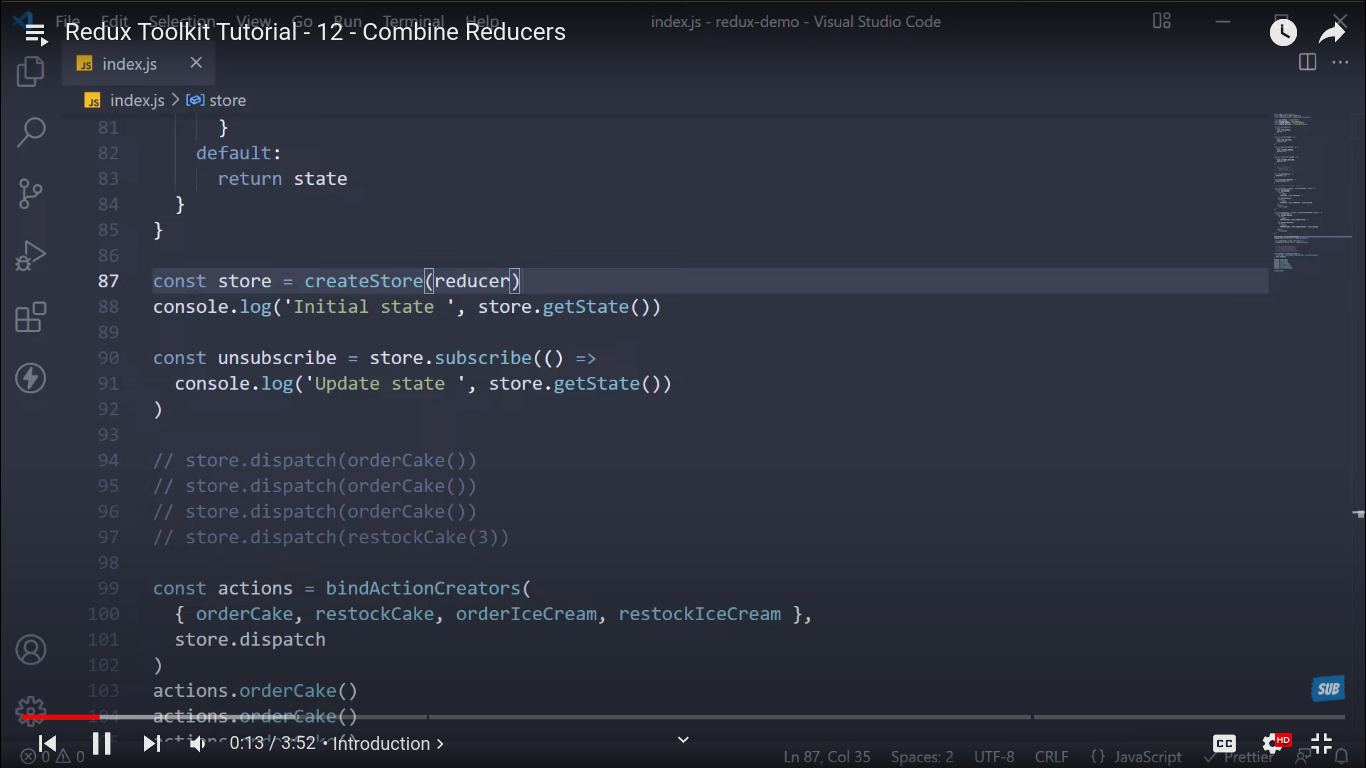 File Edit Selection View Go Run Terminal Help
index.js - redux-demo - Visual Studio Code
Redux Toolkit Tutorial - 12 - Combine Reducers
JS index.js
JS index.js > store
81 }
82 default:
83 return state
84 }
85 }
86
87 const store = createStore(reducer)
88 console.log('Initial state ', store.getState())
89
90 const unsubscribe = store.subscribe(() =>
91 console.log('Update state ', store.getState())
92 )
93
94 // store.dispatch(orderCake())
95 // store.dispatch(orderCake())
96 // store.dispatch(orderCake())
97 // store.dispatch(restockCake(3))
98
99 const actions = bindActionCreators(
100 { orderCake, restockCake, orderIceCream, restockIceCream },
101 store.dispatch
102 )
103 actions.orderCake()
104 actions.orderCake()
SUB
0:13 / 3:52 • Introduction >
CC
HD
0 0
Ln 87, Col 35 Spaces: 2 UTF-8 CRLF {} JavaScript Prettier